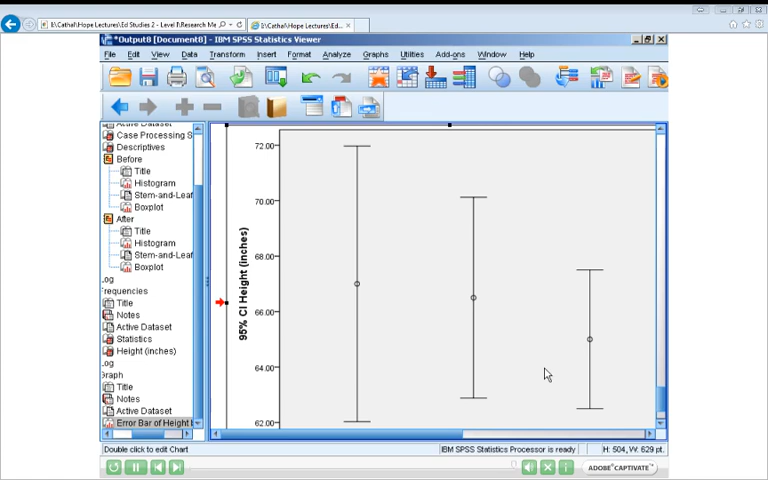 I:\Cathal\Hope Lectures\Ed Studies 2 - Level I\Research Me
I:\Cathal\Hope Lectures\Ed...
*Output8 [Document8] - IBM SPSS Statistics Viewer
File Edit View Data Transform Insert Format Analyze Graphs Utilities Add-ons Window Help
Active Dataset
Case Processing S
Descriptives
Before
Title
Histogram
Stem-and-Leaf
Boxplot
After
Title
Histogram
Stem-and-Leaf
Boxplot
.og
Frequencies
Title
Notes
Active Dataset
Statistics
Height (inches)
.og
Graph
Title
Notes
Active Dataset
Error Bar of Height
95% CI Height (inches)
72.00
70.00
68.00
66.00
64.00
62.00
Double click to edit Chart
IBM SPSS Statistics Processor is ready
H: 504, W: 629 pt.
ADOBE® CAPTIVATE™